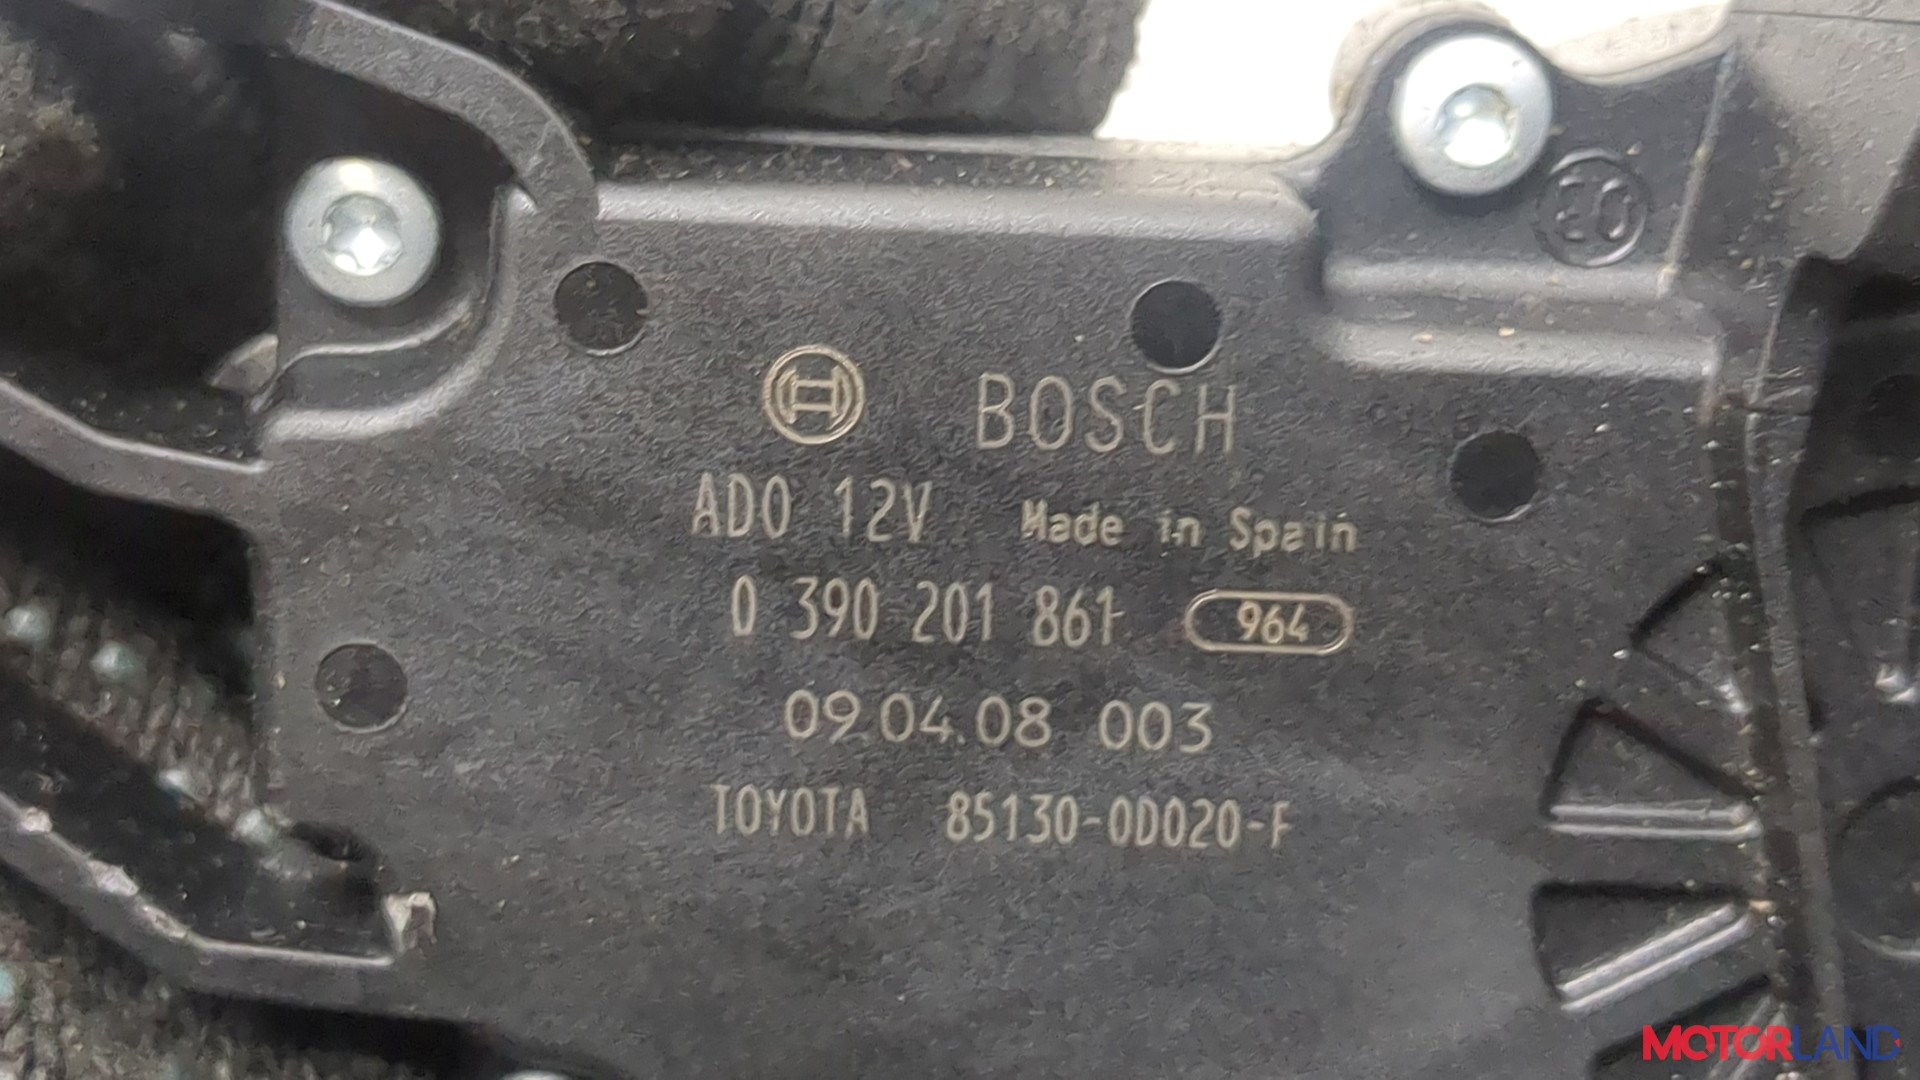 20
BOSCH
ADO 12V Made in Spain
0 390 201 861 964
09.04.08 003
TOYOTA 85130-0D020-F
MOTORLAND